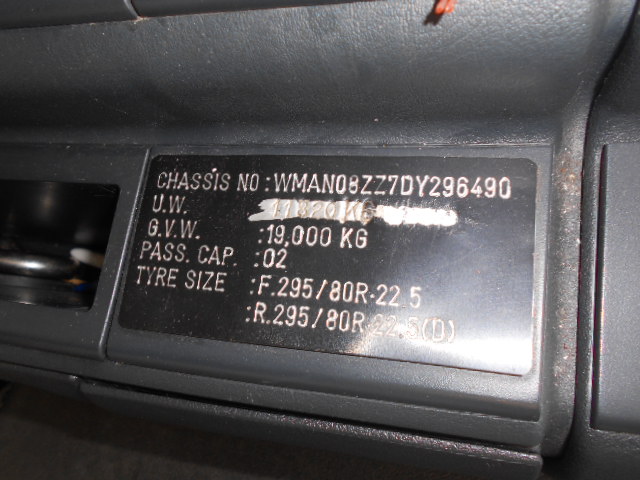 CHASSIS NO :WMAN08ZZ7DY296490
U.W.
G.V.W. :19,000 KG
PASS. CAP. :02
TYRE SIZE :F.295/80R-22.5
:R.295/80R-22.5(D)